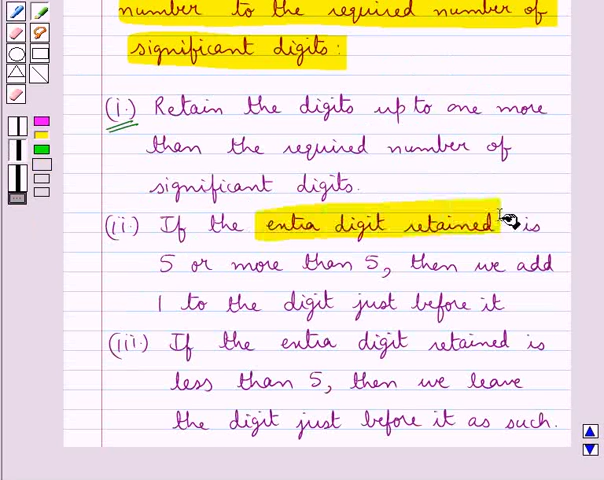 number to the required number of
significant digits:
(i.) Retain the digits up to one more
than the required number of
significant digits.
(ii) If the entra digit retained is
5 or more than 5, then we add
1 to the digit just before it
(iii.) If the entra digit retained is
less than 5, then we leave
the digit just before it as such.